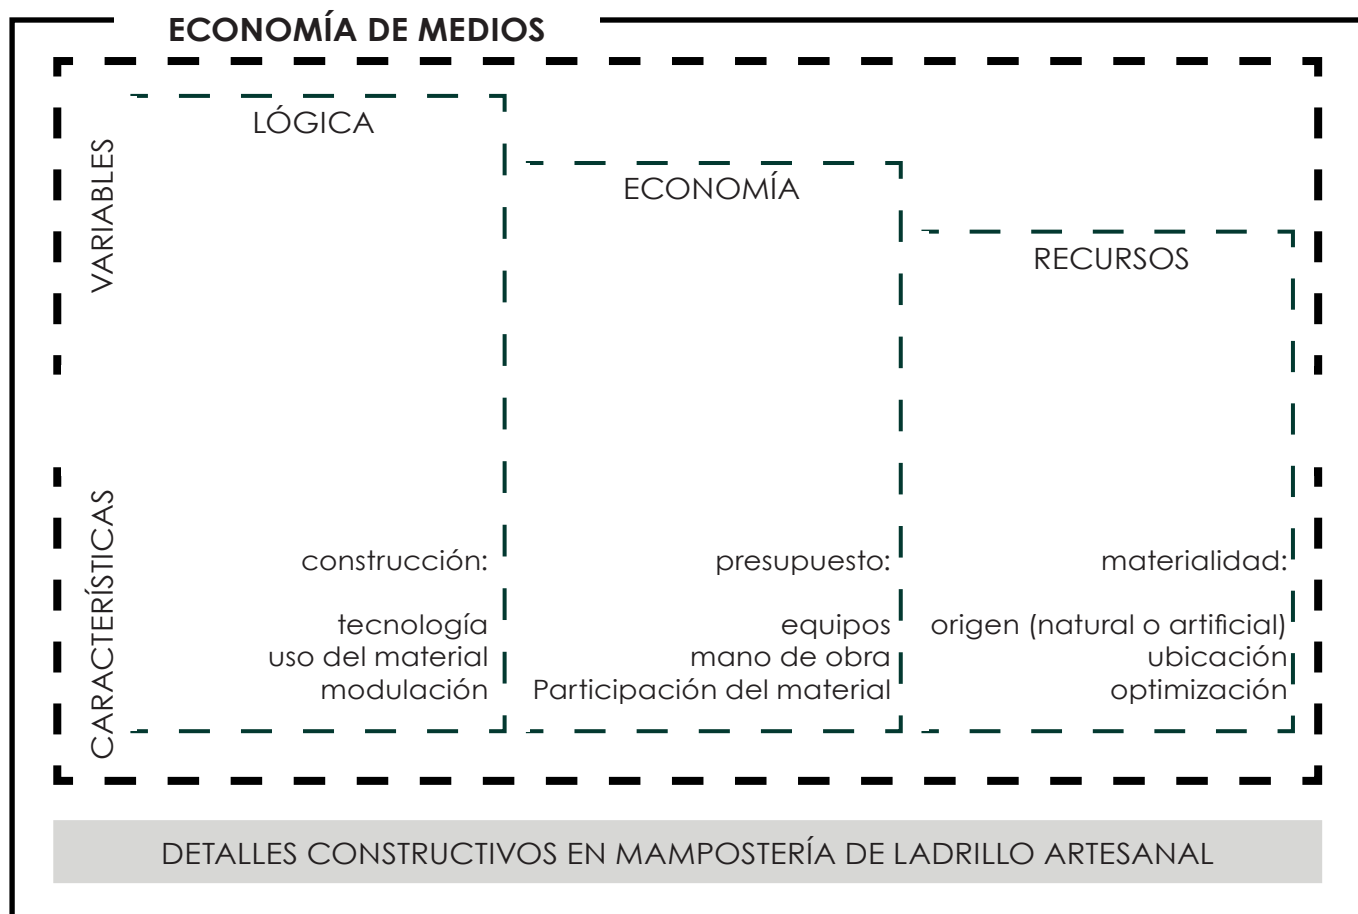 ECONOMÍA DE MEDIOS
VARIABLES
LÓGICA
ECONOMÍA
RECURSOS
CARACTERÍSTICAS
construcción:
tecnología
uso del material
modulación
presupuesto:
equipos
mano de obra
Participación del material
materialidad:
origen (natural o artificial)
ubicación
optimización
DETALLES CONSTRUCTIVOS EN MAMPOSTERÍA DE LADRILLO ARTESANAL